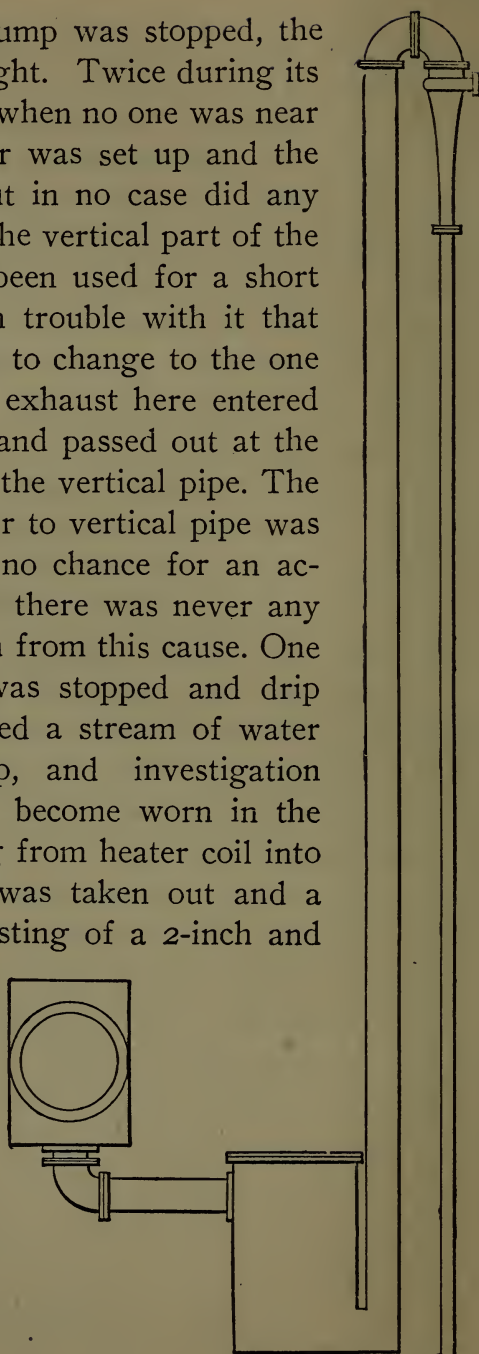 ump was stopped, the
ght. Twice during its
when no one was near
r was set up and the
ut in no case did any
he vertical part of the
been used for a short
n trouble with it that
to change to the one
exhaust here entered
and passed out at the
the vertical pipe. The
r to vertical pipe was
no chance for an ac-
there was never any
n from this cause. One
was stopped and drip
ed a stream of water
p, and investigation
become worn in the
g from heater coil into
was taken out and a
sting of a 2-inch and